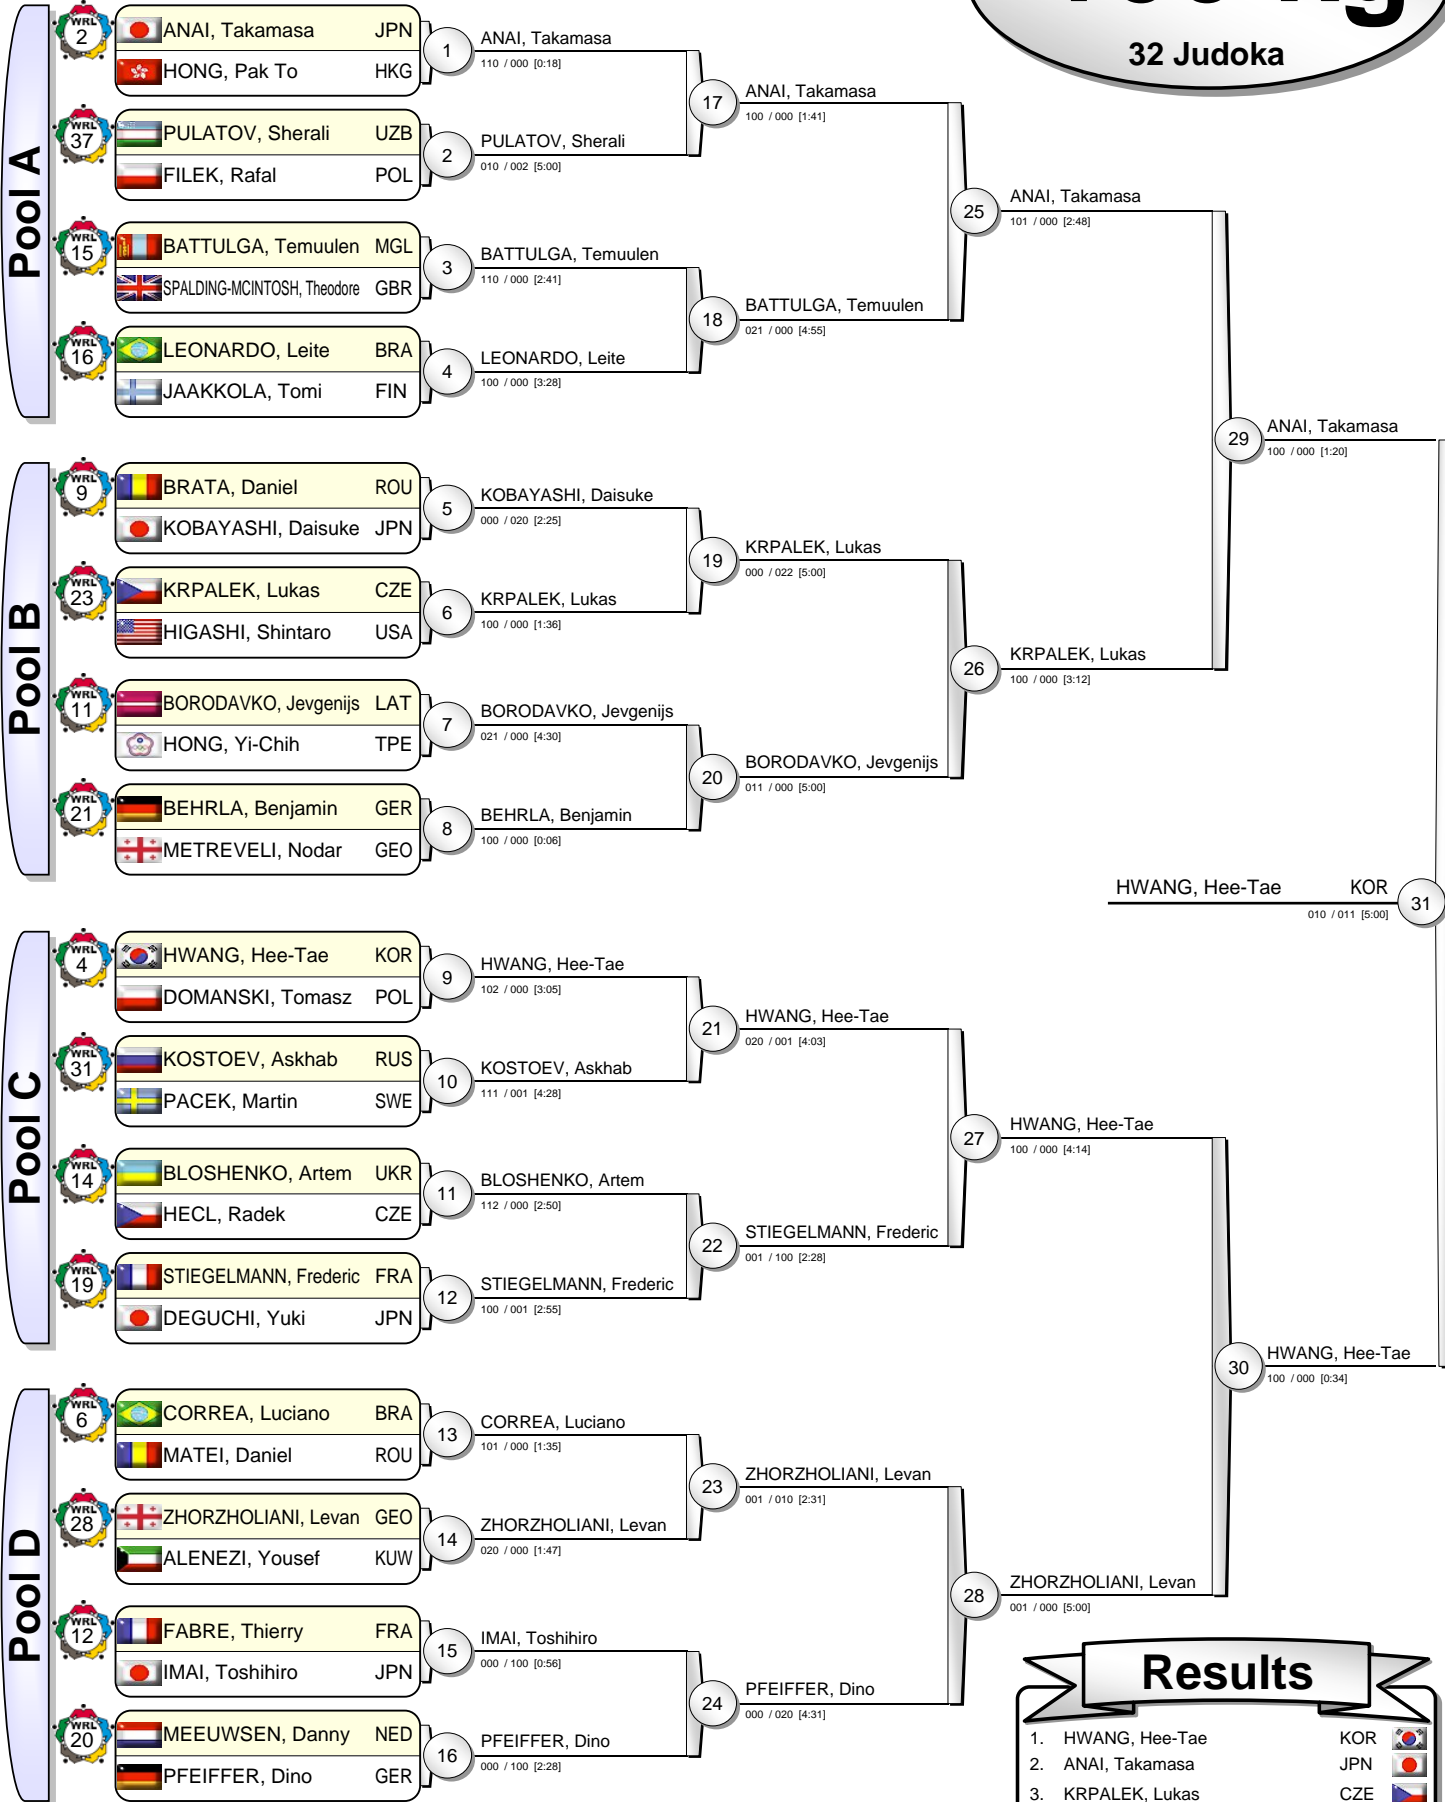 32 Judoka
Pool A
WRL 2 ANAI, Takamasa JPN
HONG, Pak To HKG
1 ANAI, Takamasa
110 / 000 [0:18]
WRL 37 PULATOV, Sherali UZB
FILEK, Rafal POL
2 PULATOV, Sherali
010 / 002 [5:00]
17 ANAI, Takamasa
100 / 000 [1:41]
WRL 15 BATTULGA, Temuulen MGL
SPALDING-MCINTOSH, Theodore GBR
3 BATTULGA, Temuulen
110 / 000 [2:41]
WRL 16 LEONARDO, Leite BRA
JAAKKOLA, Tomi FIN
4 LEONARDO, Leite
100 / 000 [3:28]
18 BATTULGA, Temuulen
021 / 000 [4:55]
25 ANAI, Takamasa
101 / 000 [2:48]
Pool B
WRL 9 BRATA, Daniel ROU
KOBAYASHI, Daisuke JPN
5 KOBAYASHI, Daisuke
000 / 020 [2:25]
WRL 23 KRPALEK, Lukas CZE
HIGASHI, Shintaro USA
6 KRPALEK, Lukas
100 / 000 [1:36]
19 KRPALEK, Lukas
000 / 022 [5:00]
WRL 11 BORODAVKO, Jevgenijs LAT
HONG, Yi-Chih TPE
7 BORODAVKO, Jevgenijs
021 / 000 [4:30]
WRL 21 BEHRLA, Benjamin GER
METREVELI, Nodar GEO
8 BEHRLA, Benjamin
100 / 000 [0:06]
20 BORODAVKO, Jevgenijs
011 / 000 [5:00]
26 KRPALEK, Lukas
100 / 000 [3:12]
29 ANAI, Takamasa
100 / 000 [1:20]
HWANG, Hee-Tae KOR 31
010 / 011 [5:00]
Pool C
WRL 4 HWANG, Hee-Tae KOR
DOMANSKI, Tomasz POL
9 HWANG, Hee-Tae
102 / 000 [3:05]
WRL 31 KOSTOEV, Askhab RUS
PACEK, Martin SWE
10 KOSTOEV, Askhab
111 / 001 [4:28]
21 HWANG, Hee-Tae
020 / 001 [4:03]
WRL 14 BLOSHENKO, Artem UKR
HECL, Radek CZE
11 BLOSHENKO, Artem
112 / 000 [2:50]
WRL 19 STIEGELMANN, Frederic FRA
DEGUCHI, Yuki JPN
12 STIEGELMANN, Frederic
100 / 001 [2:55]
22 STIEGELMANN, Frederic
001 / 100 [2:28]
27 HWANG, Hee-Tae
100 / 000 [4:14]
Pool D
WRL 6 CORREA, Luciano BRA
MATEI, Daniel ROU
13 CORREA, Luciano
101 / 000 [1:35]
WRL 28 ZHORZHOLIANI, Levan GEO
ALENEZI, Yousef KUW
14 ZHORZHOLIANI, Levan
020 / 000 [1:47]
23 ZHORZHOLIANI, Levan
001 / 010 [2:31]
WRL 12 FABRE, Thierry FRA
IMAI, Toshihiro JPN
15 IMAI, Toshihiro
000 / 100 [0:56]
WRL 20 MEEUWSEN, Danny NED
PFEIFFER, Dino GER
16 PFEIFFER, Dino
000 / 100 [2:28]
24 PFEIFFER, Dino
000 / 020 [4:31]
28 ZHORZHOLIANI, Levan
001 / 000 [5:00]
30 HWANG, Hee-Tae
100 / 000 [0:34]
Results
1. HWANG, Hee-Tae KOR
2. ANAI, Takamasa JPN
3. KRPALEK, Lukas CZE